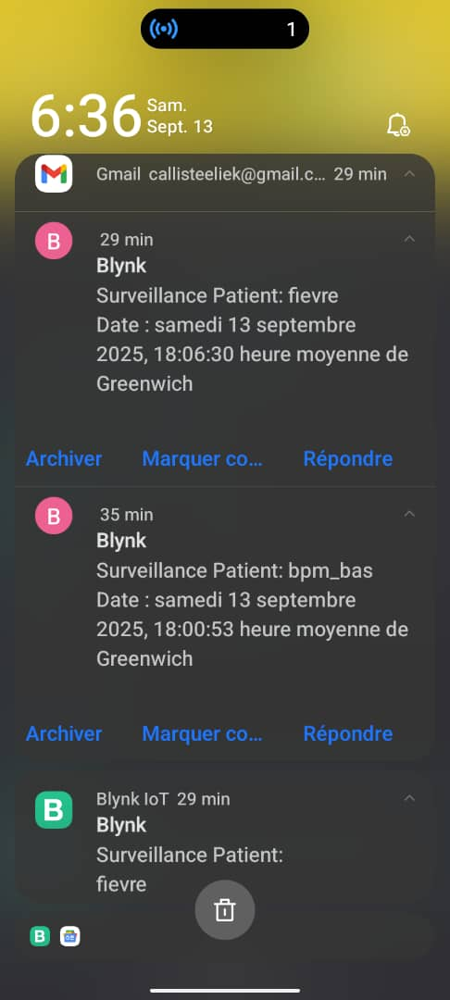 1
6:36
Sam.
Sept. 13
Gmail callisteeliek@gmail.c... 29 min
B
29 min
Blynk
Surveillance Patient: fievre
Date : samedi 13 septembre
2025, 18:06:30 heure moyenne de
Greenwich
Archiver Marquer co... Répondre
B
35 min
Blynk
Surveillance Patient: bpm_bas
Date : samedi 13 septembre
2025, 18:00:53 heure moyenne de
Greenwich
Archiver Marquer co... Répondre
B
Blynk IoT 29 min
Blynk
Surveillance Patient:
fievre
B